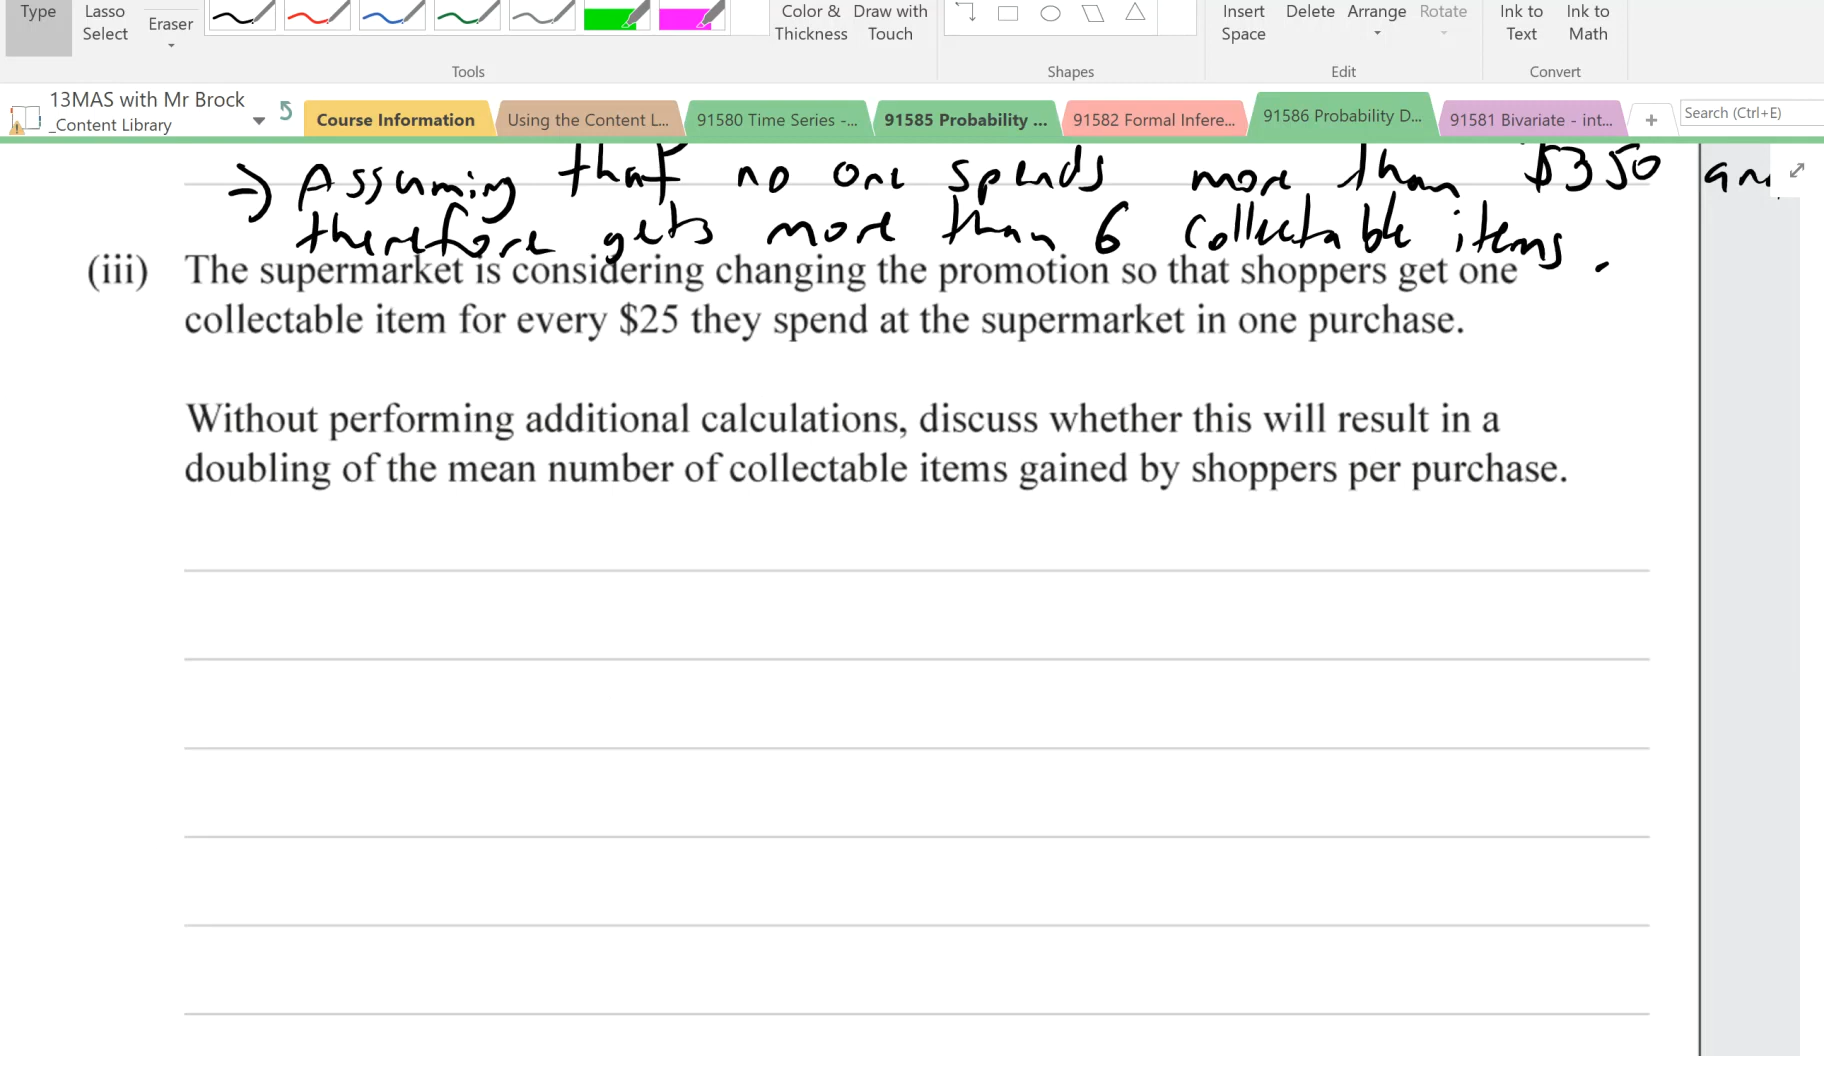 Type
Lasso Select
Eraser
Color & Thickness
Draw with Touch
Insert Space
Delete
Arrange
Rotate
Ink to Text
Ink to Math
Tools
Shapes
Edit
Convert
13MAS with Mr Brock
_Content Library
Course Information
Using the Content L...
91580 Time Series -...
91585 Probability ...
91582 Formal Infere...
91586 Probability D...
91581 Bivariate - int...
+
Search (Ctrl+E)
⇒ Assuming that no one spends more than $350 and
therefore gets more than 6 collectable items.
(iii) The supermarket is considering changing the promotion so that shoppers get one
collectable item for every $25 they spend at the supermarket in one purchase.
Without performing additional calculations, discuss whether this will result in a
doubling of the mean number of collectable items gained by shoppers per purchase.